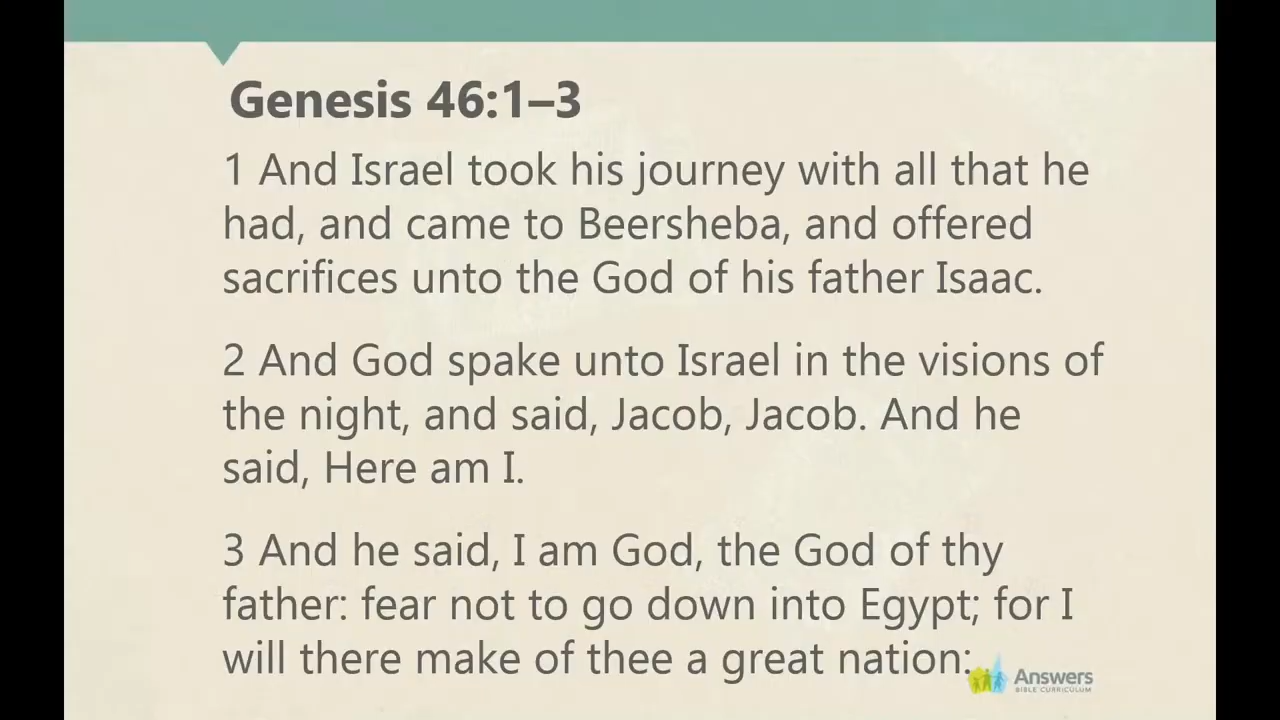 Genesis 46:1–3
1 And Israel took his journey with all that he
had, and came to Beersheba, and offered
sacrifices unto the God of his father Isaac.
2 And God spake unto Israel in the visions of
the night, and said, Jacob, Jacob. And he
said, Here am I.
3 And he said, I am God, the God of thy
father: fear not to go down into Egypt; for I
will there make of thee a great nation:
Answers
BIBLE CURRICULUM